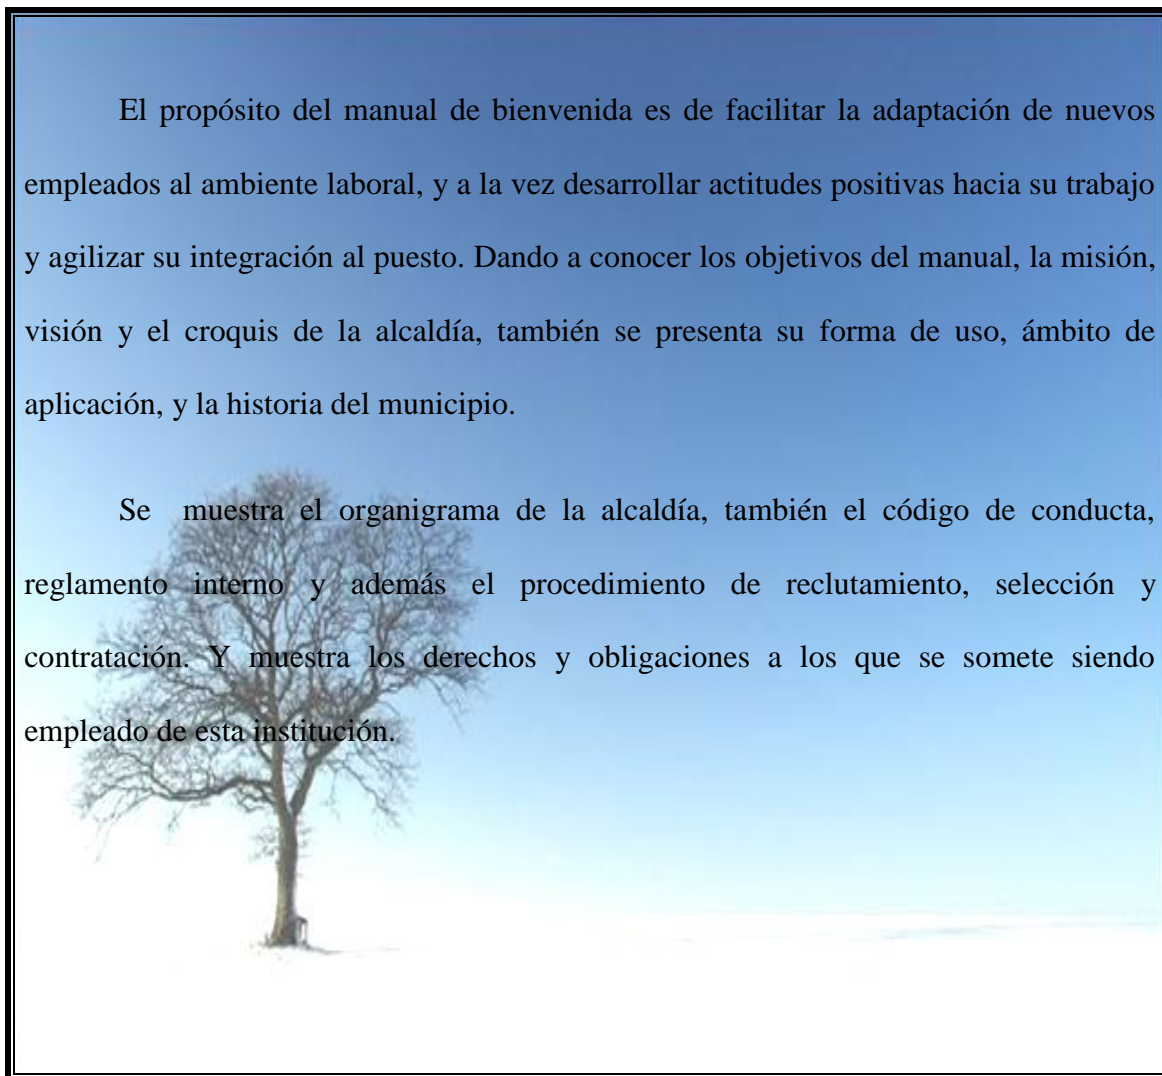 El propósito del manual de bienvenida es de facilitar la adaptación de nuevos
empleados al ambiente laboral, y a la vez desarrollar actitudes positivas hacia su trabajo
y agilizar su integración al puesto. Dando a conocer los objetivos del manual, la misión,
visión y el croquis de la alcaldía, también se presenta su forma de uso, ámbito de
aplicación, y la historia del municipio.
Se muestra el organigrama de la alcaldía, también el código de conducta,
reglamento interno y además el procedimiento de reclutamiento, selección y
contratación. Y muestra los derechos y obligaciones a los que se somete siendo
empleado de esta institución.